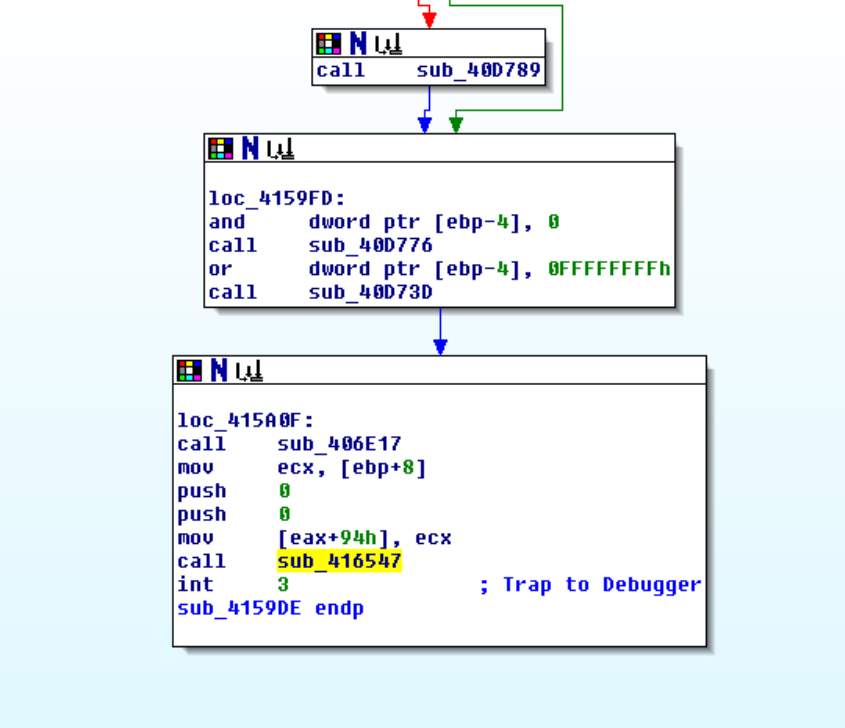 N
call sub_40D789
N
loc_4159FD:
and dword ptr [ebp-4], 0
call sub_40D776
or dword ptr [ebp-4], 0FFFFFFFFh
call sub_40D73D
N
loc_415A0F:
call sub_406E17
mov ecx, [ebp+8]
push 0
push 0
mov [eax+94h], ecx
call sub_416547
int 3 ; Trap to Debugger
sub_4159DE endp